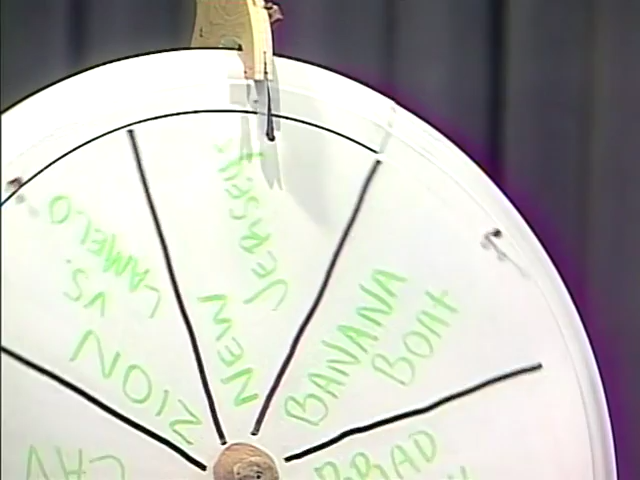 ZION
VS.
LAMELO
NEW
JERSEY
BANANA
BOAT
BRAD